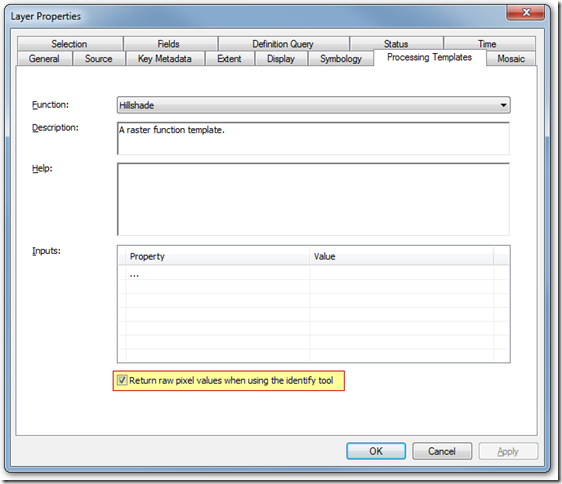 Layer Properties
Selection Fields Definition Query Status Time
General Source Key Metadata Extent Display Symbology Processing Templates Mosaic
Function: Hillshade
Description: A raster function template.
Help:
Inputs:
Property Value
...
Return raw pixel values when using the identify tool
OK Cancel Apply